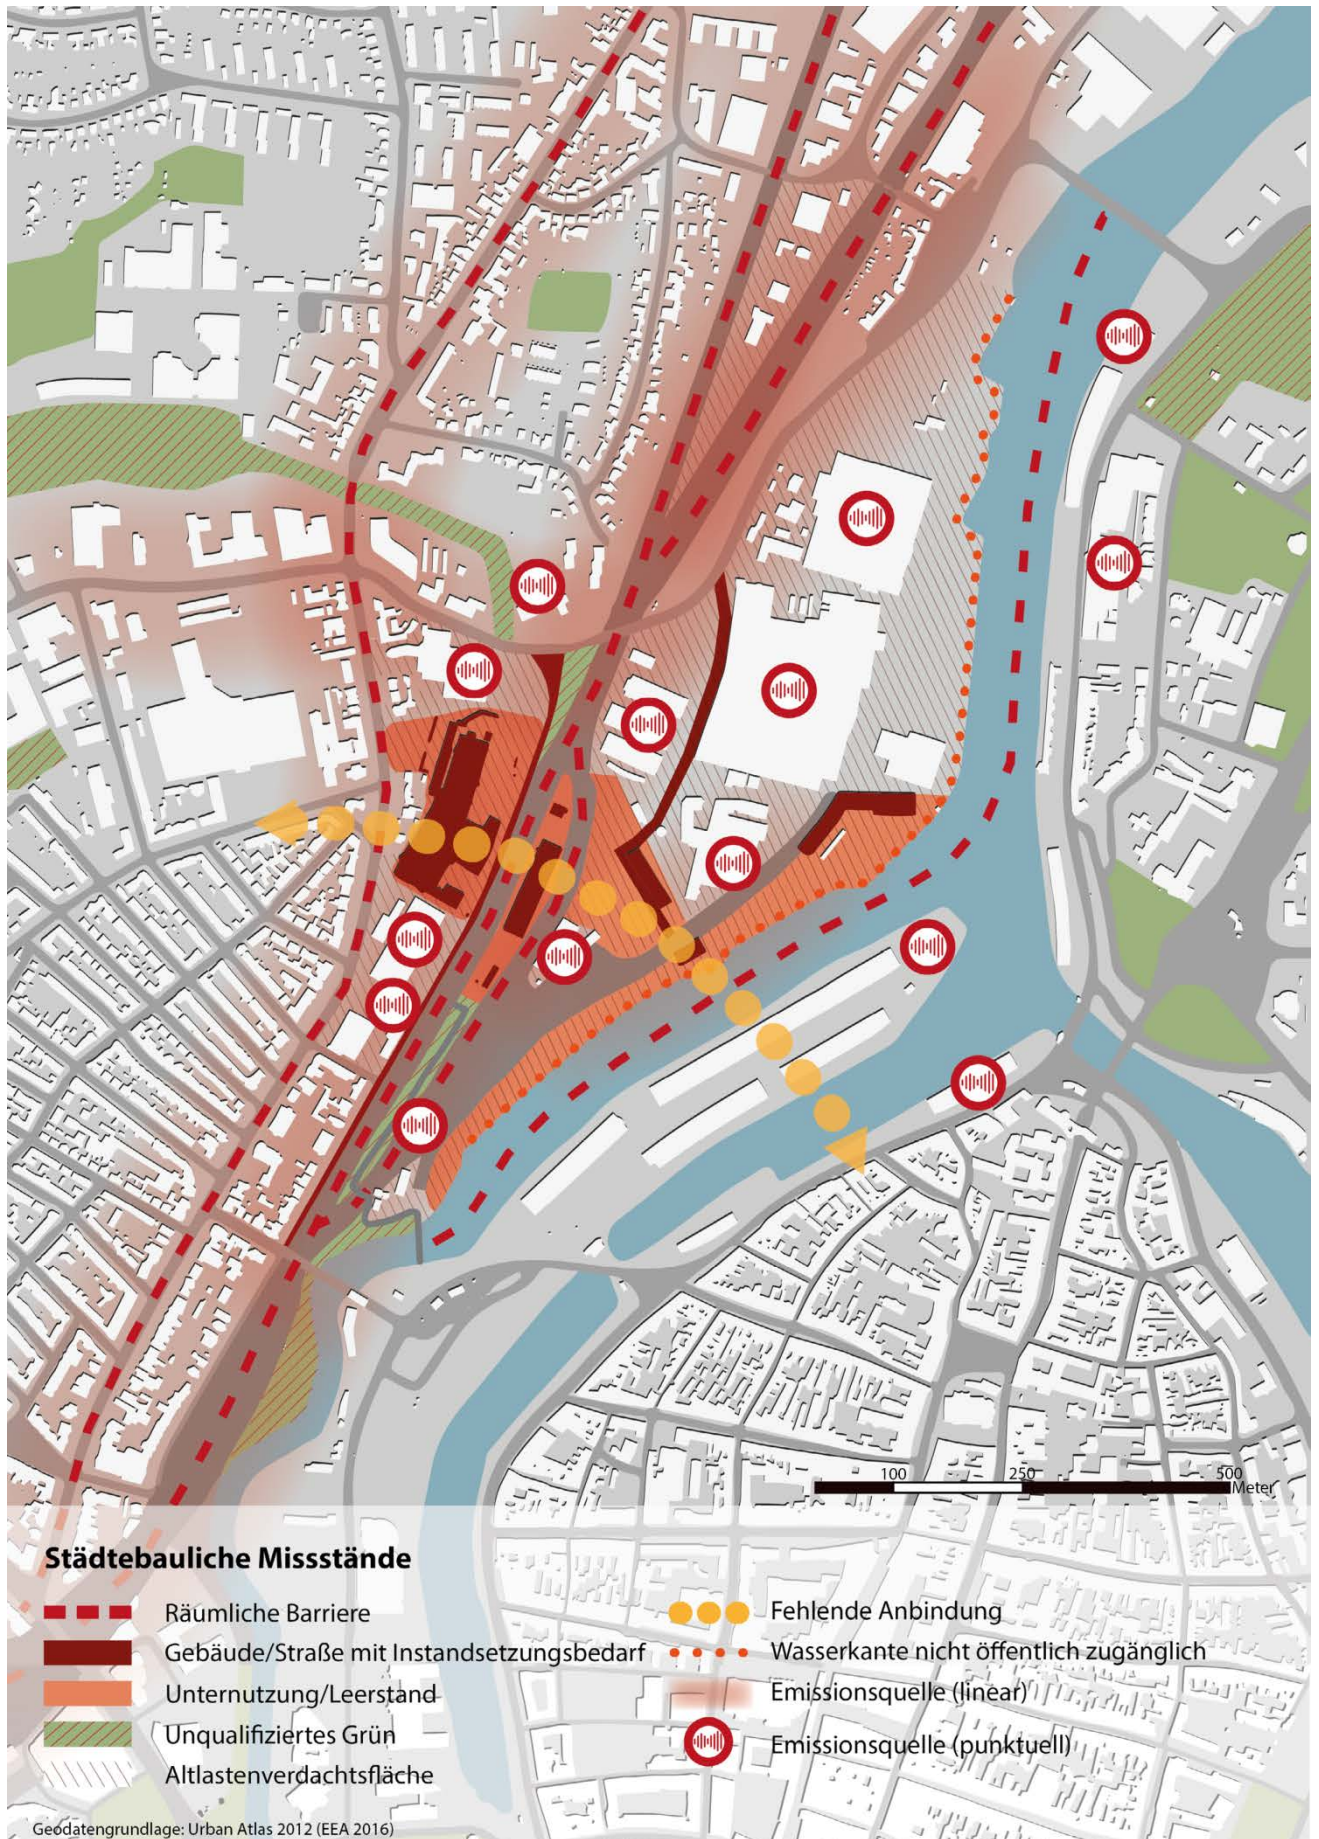 100 250 500
Meter
Städtebauliche Missstände
Räumliche Barriere
Gebäude/Straße mit Instandsetzungsbedarf
Unternutzung/Leerstand
Unqualifiziertes Grün
Altlastenverdachtsfläche
Fehlende Anbindung
Wasserkante nicht öffentlich zugänglich
Emissionsquelle (linear)
Emissionsquelle (punktuell)
Geodatengrundlage: Urban Atlas 2012 (EEA 2016)